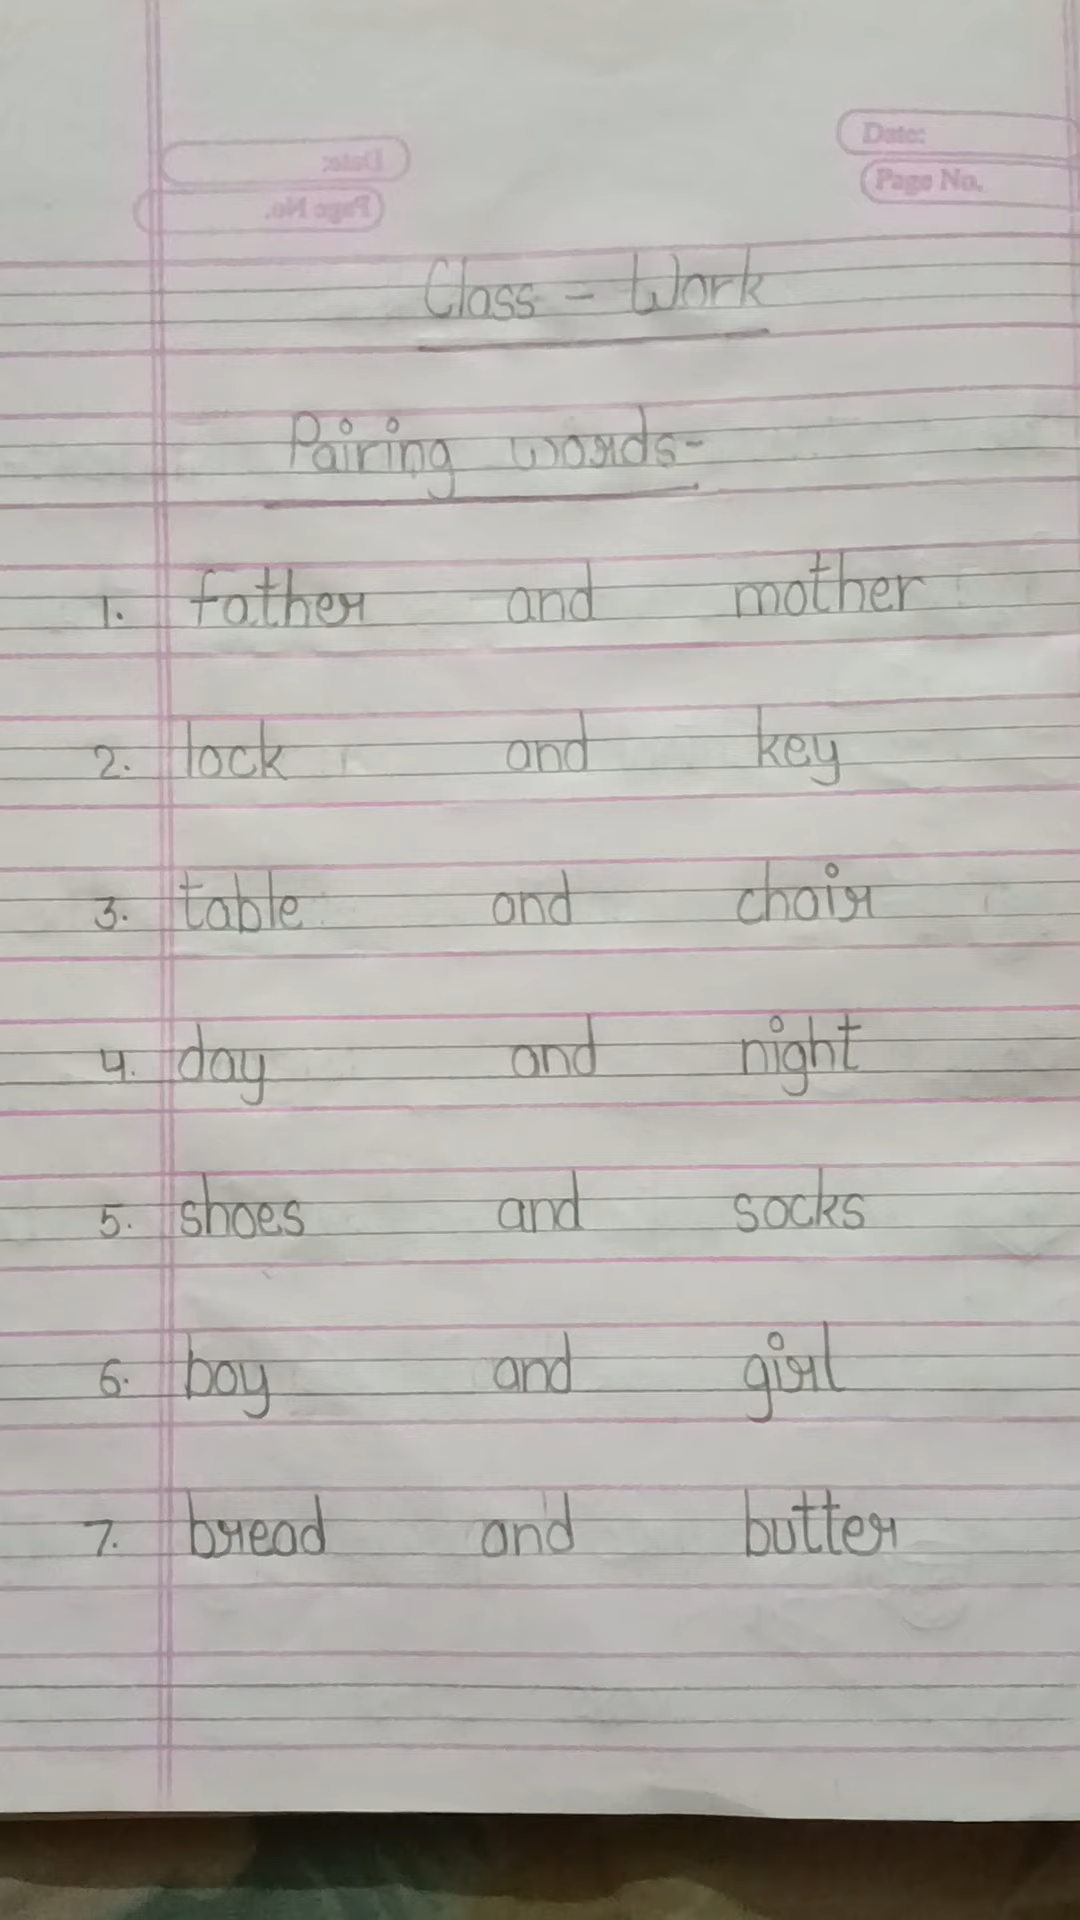 Date:
Page No.
Class - Work
Pairing words-
1. father and mother
2. lock and key
3. table and chair
4. day and night
5. shoes and socks
6. boy and girl
7. bread and butter